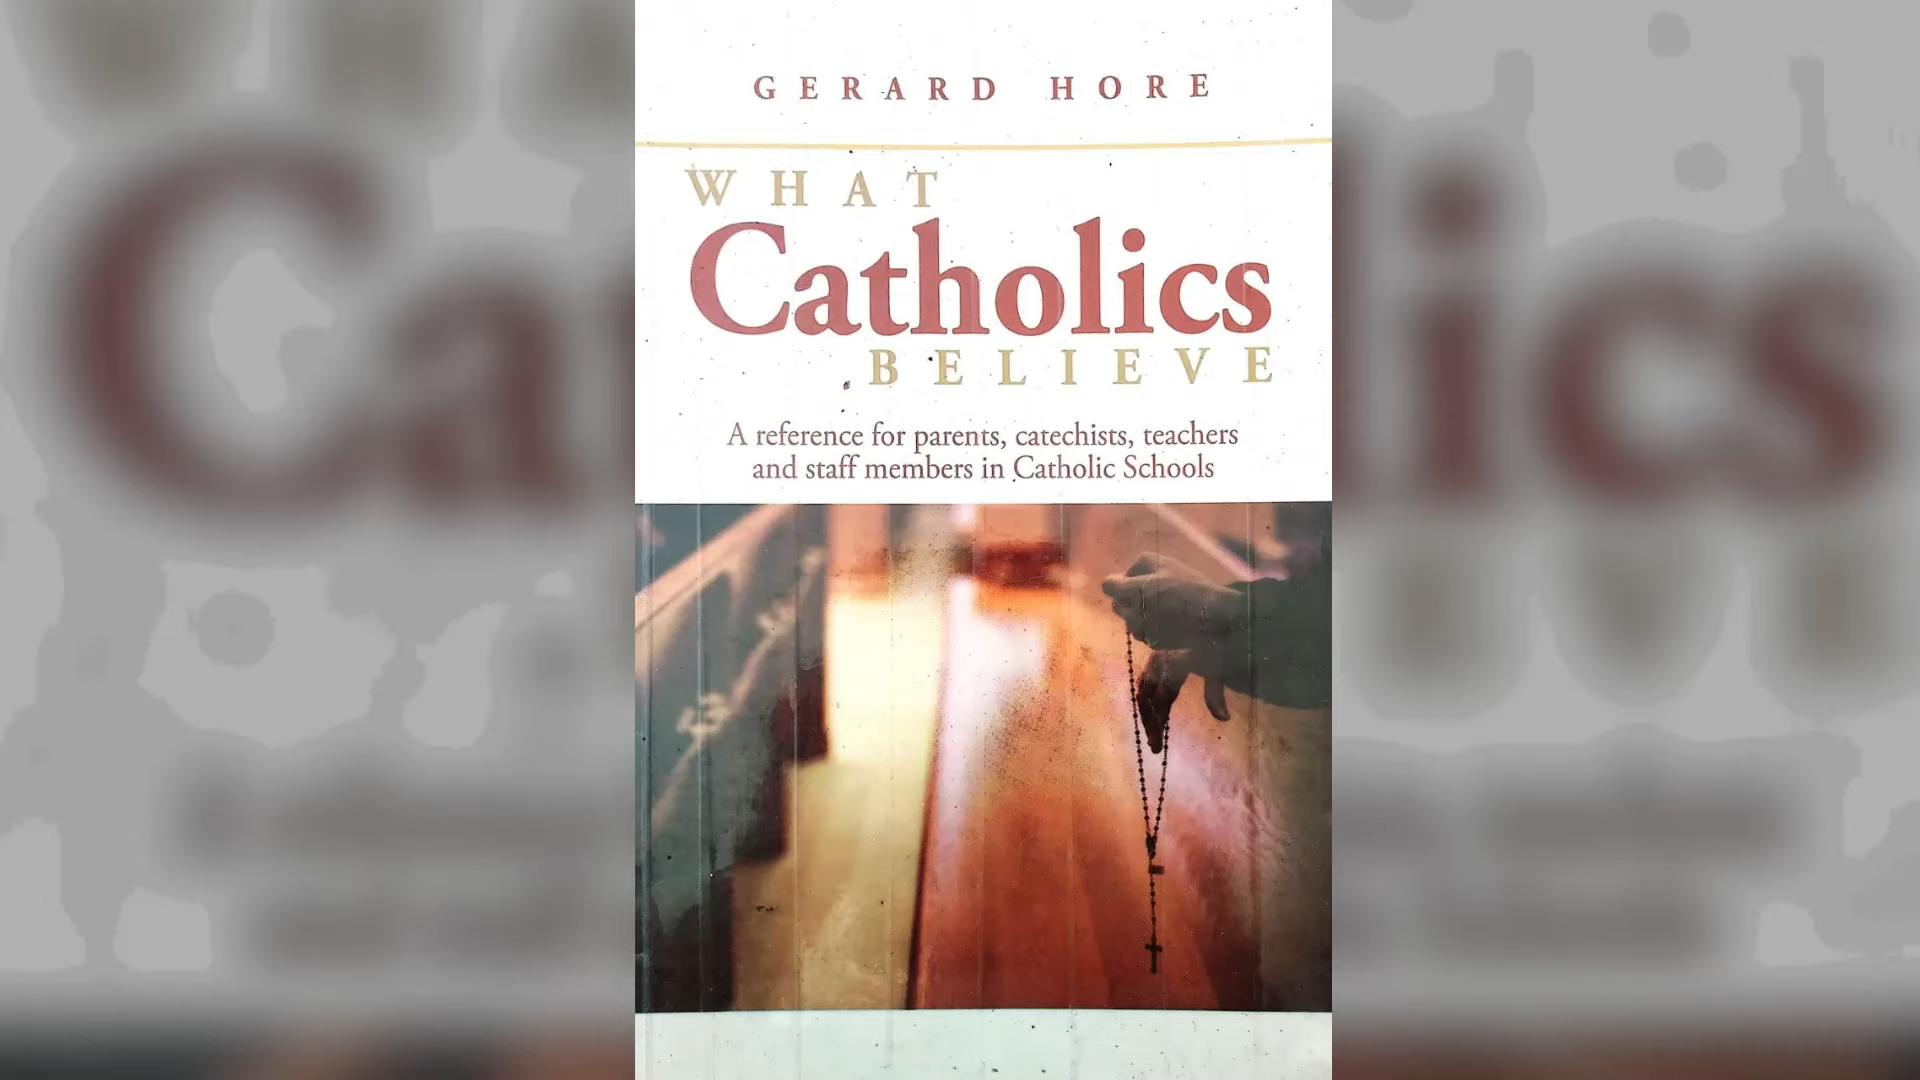 GERARD HORE
WHAT
Catholics
BELIEVE
A reference for parents, catechists, teachers
and staff members in Catholic Schools